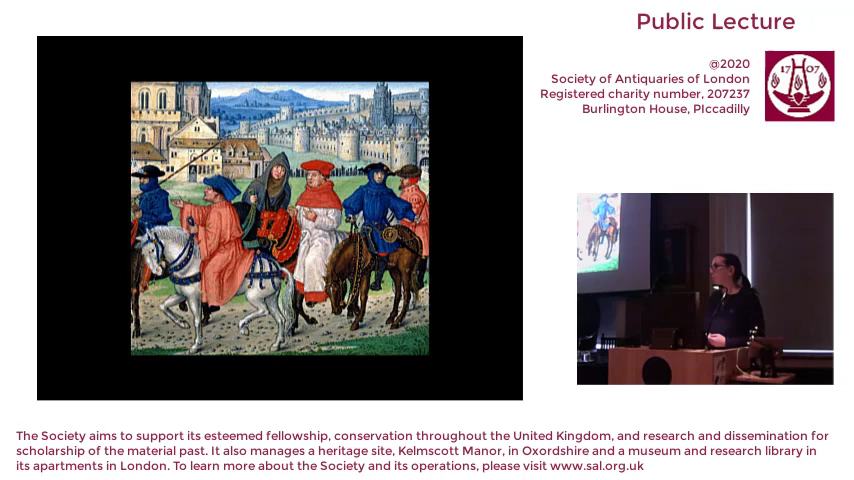 Public Lecture
@2020
Society of Antiquaries of London
Registered charity number, 207237
Burlington House, PIccadilly
17 07
The Society aims to support its esteemed fellowship, conservation throughout the United Kingdom, and research and dissemination for
scholarship of the material past. It also manages a heritage site, Kelmscott Manor, in Oxordshire and a museum and research library in
its apartments in London. To learn more about the Society and its operations, please visit www.sal.org.uk